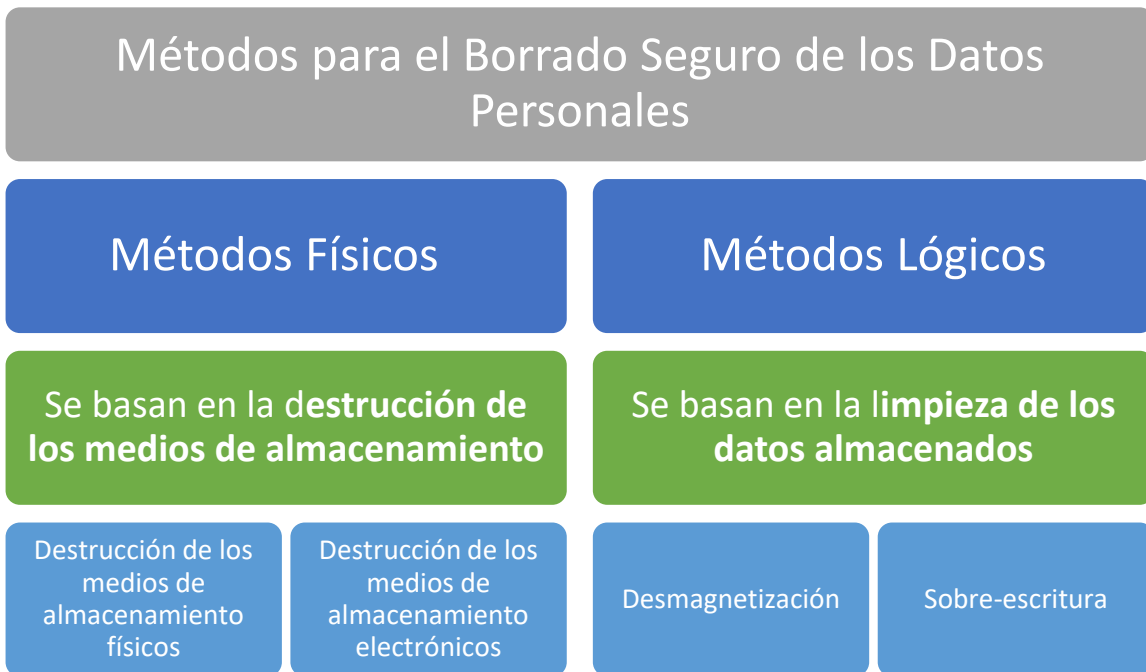 Métodos para el Borrado Seguro de los Datos
Personales
Métodos Físicos
Métodos Lógicos
Se basan en la destrucción de
los medios de almacenamiento
Se basan en la limpieza de los
datos almacenados
Destrucción de los
medios de
almacenamiento
físicos
Destrucción de los
medios de
almacenamiento
electrónicos
Desmagnetización
Sobre-escritura